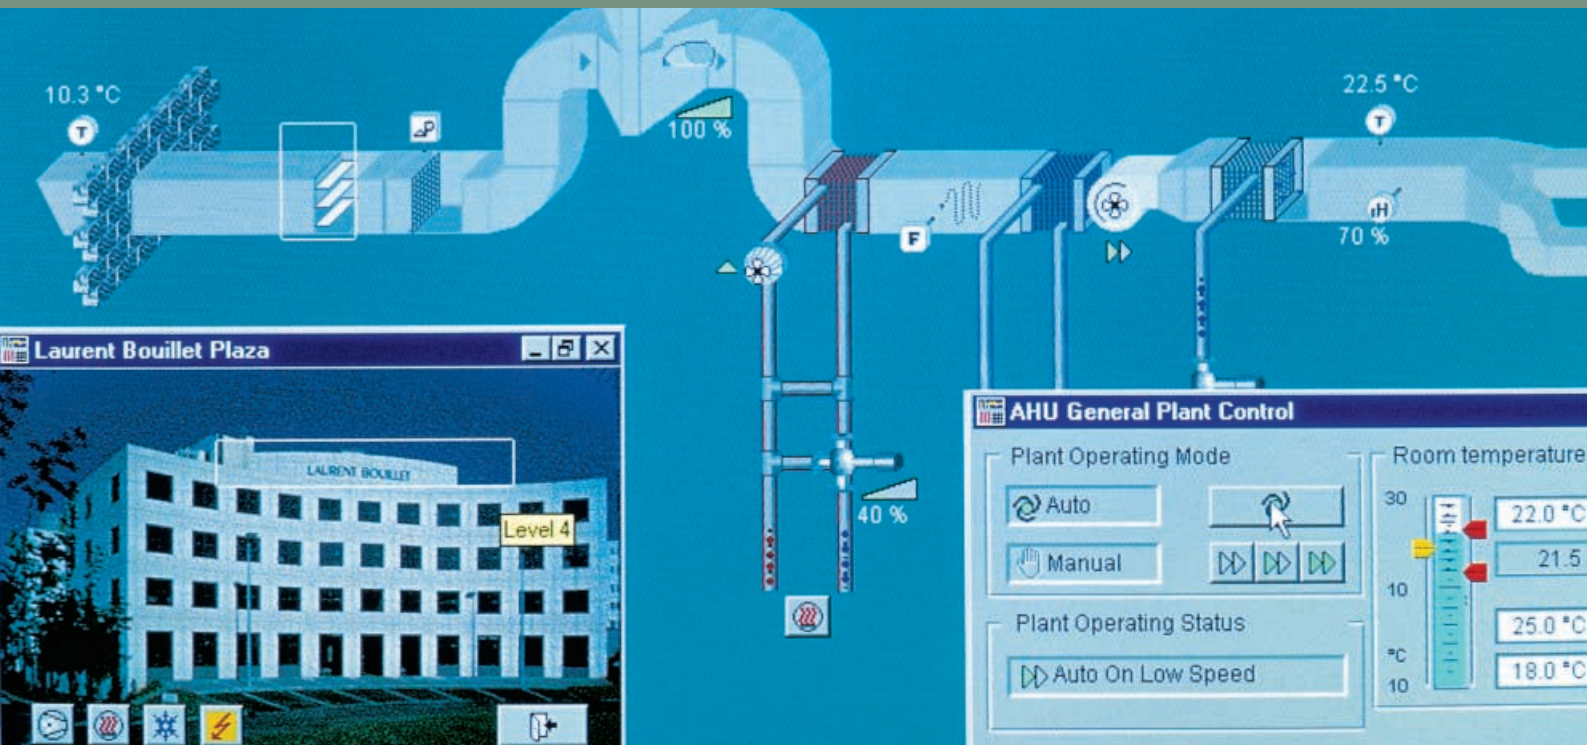 10.3 °C
T
P
100 %
22.5 °C
T
F
rH
70 %
40 %
Laurent Bouillet Plaza
LAURENT BOUILLET
Level 4
AHU General Plant Control
Plant Operating Mode
Auto
Manual
Plant Operating Status
Auto On Low Speed
Room temperature
30
22.0 °C
21.5
10
25.0 °C
°C
18.0 °C
10